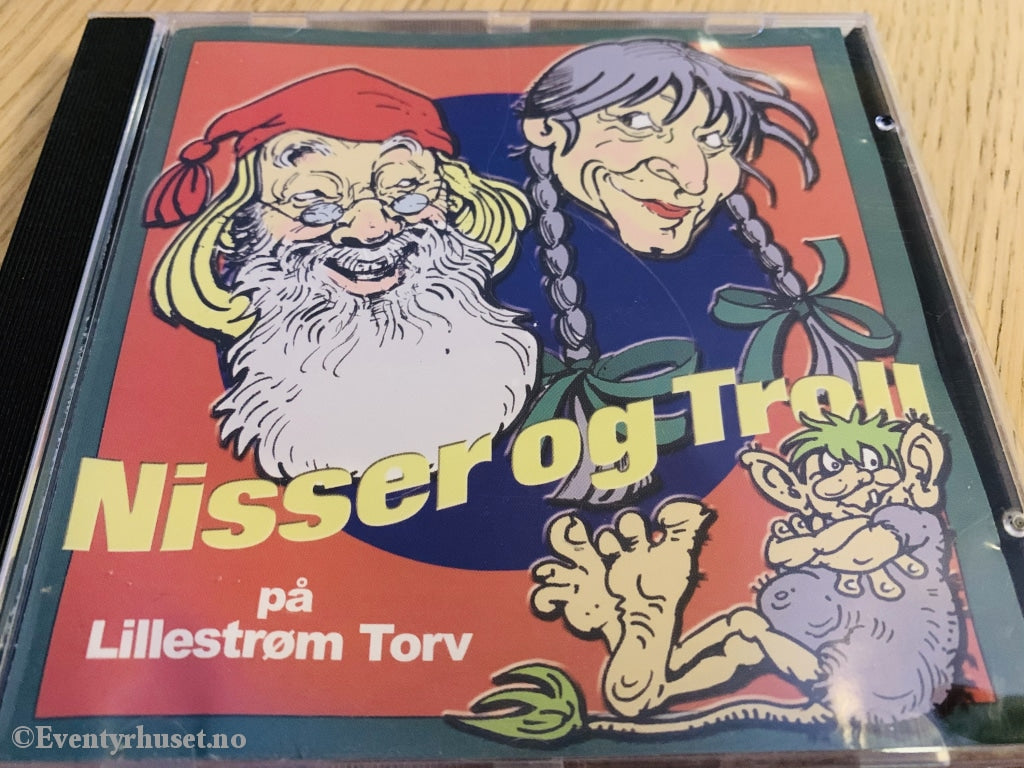 Nisser og Troll
på
Lillestrøm Torv
©Eventyrhuset.no